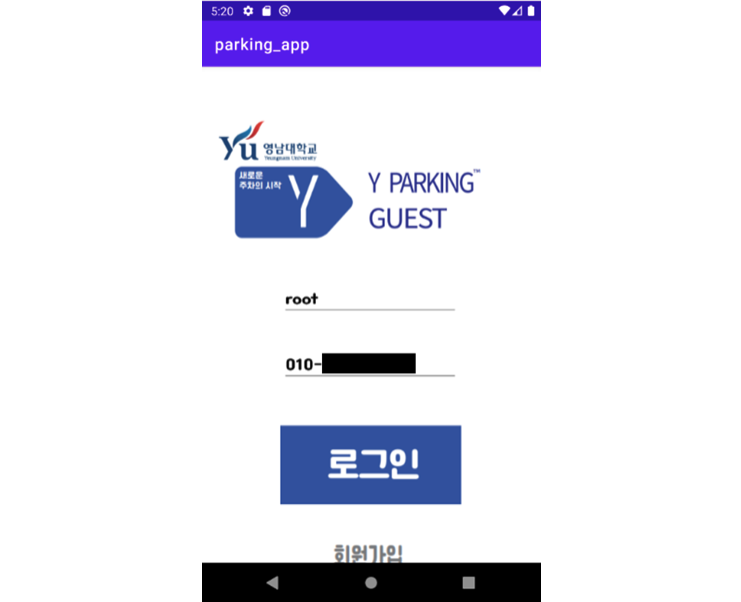 5:20
parking_app
yu 영남대학교
Yeungnam University
새로운
주차의 시작
Y
Y PARKING™
GUEST
root
010-
로그인
회원가입